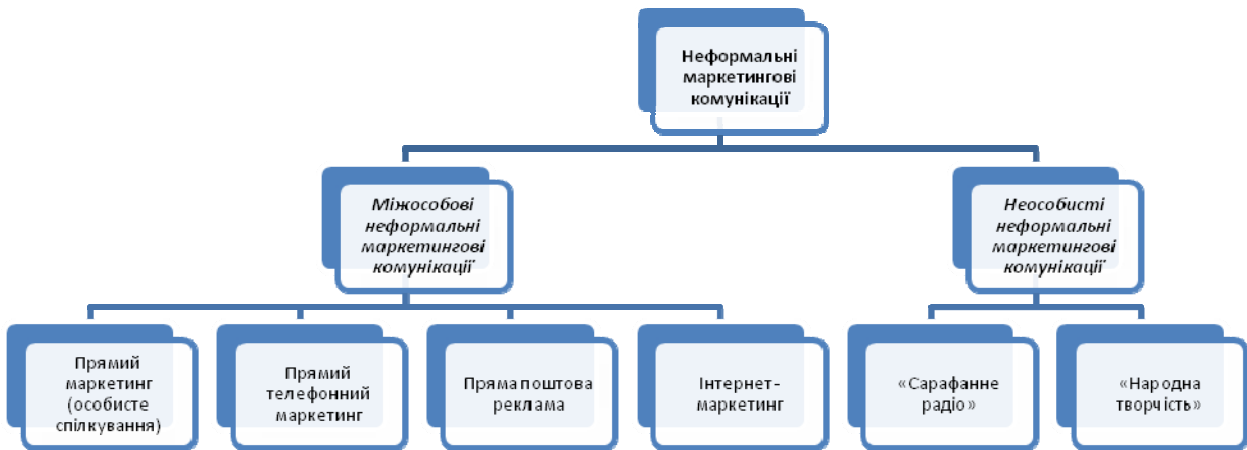 Неформальні
маркетингові
комунікації
Міжособові
неформальні
маркетингові
комунікації
Неособисті
неформальні
маркетингові
комунікації
Прямий
маркетинг
(особисте
спілкування)
Прямий
телефонний
маркетинг
Пряма поштова
реклама
Інтернет-
маркетинг
«Сарафанне
радіо»
«Народна
творчість»